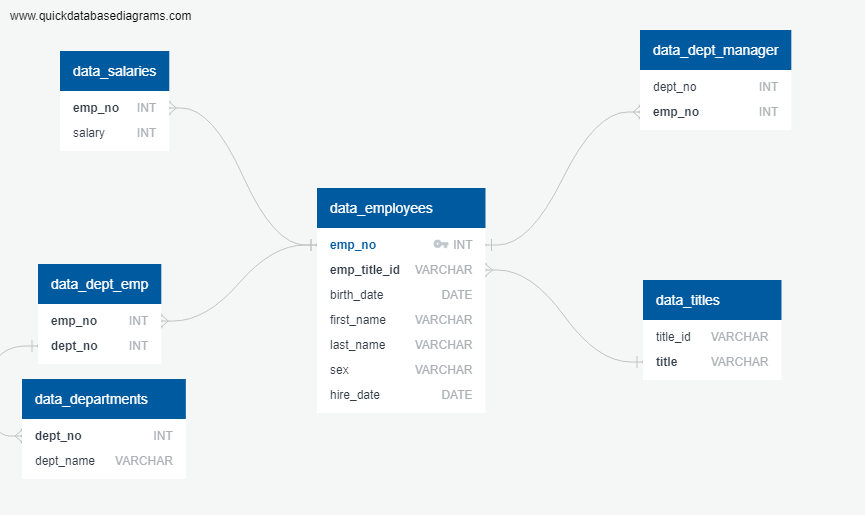 www.quickdatabasediagrams.com
data_salaries
emp_no INT
salary INT
data_dept_manager
dept_no INT
emp_no INT
data_employees
emp_no INT
emp_title_id VARCHAR
birth_date DATE
first_name VARCHAR
last_name VARCHAR
sex VARCHAR
hire_date DATE
data_dept_emp
emp_no INT
dept_no INT
data_titles
title_id VARCHAR
title VARCHAR
data_departments
dept_no INT
dept_name VARCHAR